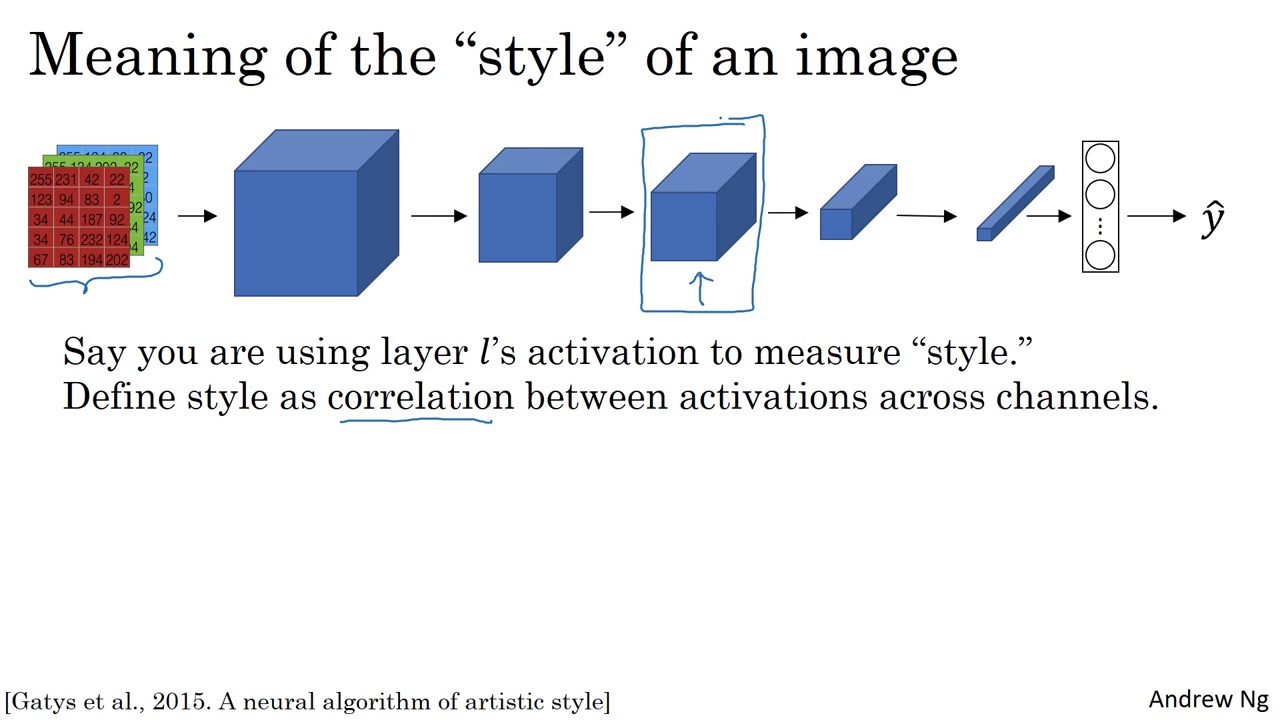 Meaning of the “style” of an image
255 231 42 22
123 94 83 2
34 44 187 92
34 76 232 124
67 83 194 202
ŷ
Say you are using layer l’s activation to measure “style.”
Define style as correlation between activations across channels.
[Gatys et al., 2015. A neural algorithm of artistic style]
Andrew Ng